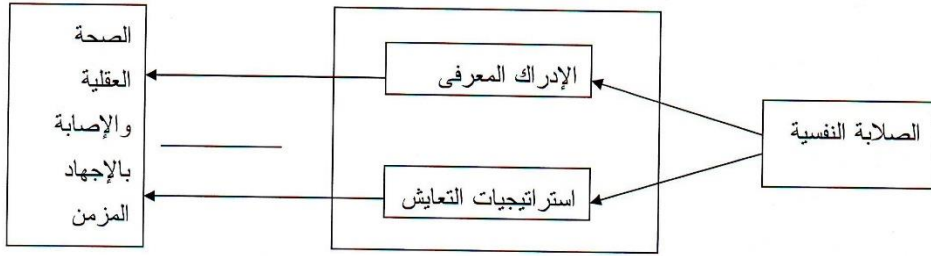 الصلابة النفسية
الإدراك المعرفى
استراتيجيات التعايش
الصحة
العقلية
والإصابة
بالإجهاد
المزمن